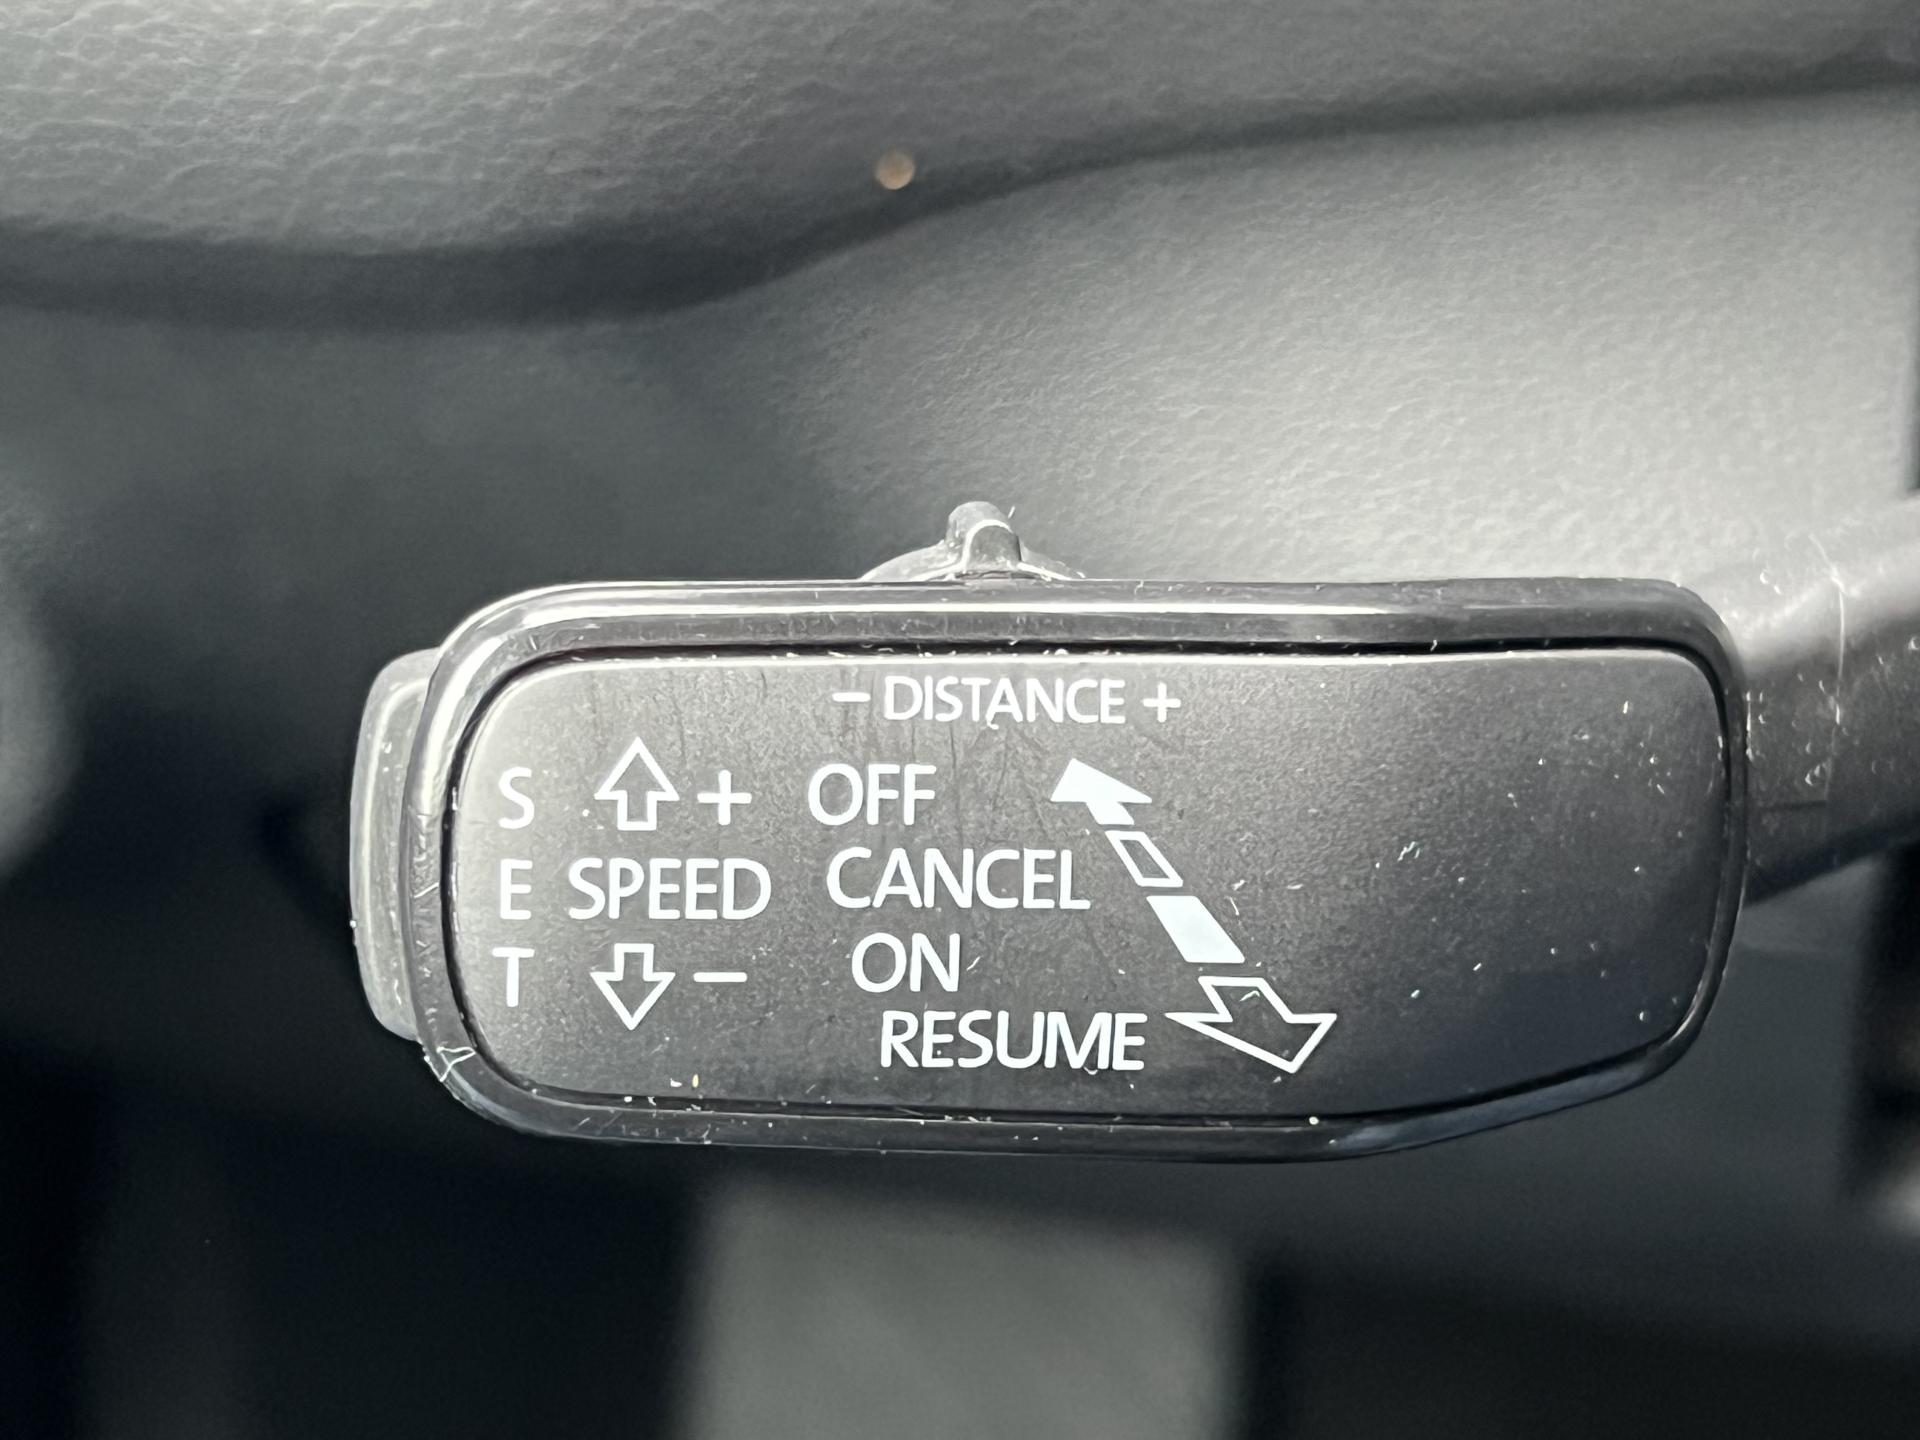 – DISTANCE +
S + OFF
E SPEED CANCEL
T – ON
RESUME